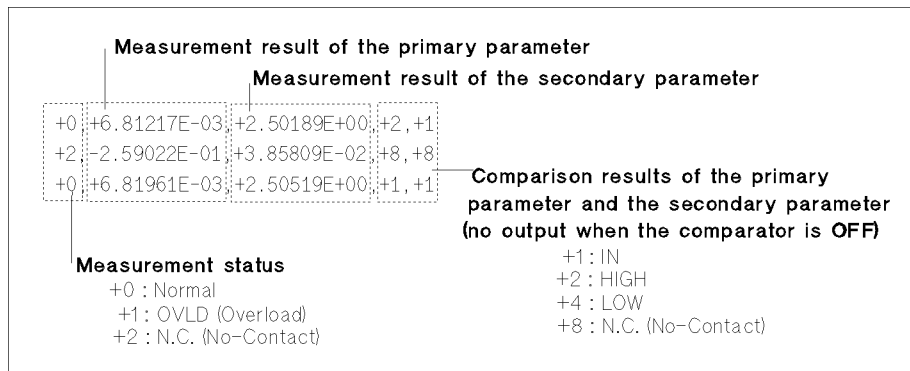 Measurement result of the primary parameter
Measurement result of the secondary parameter
+0,+6.81217E-03,+2.50189E+00,+2,+1
+2,-2.59022E-01,+3.85809E-02,+8,+8
+0,+6.81961E-03,+2.50519E+00,+1,+1
Comparison results of the primary
parameter and the secondary parameter
(no output when the comparator is OFF)
+1 : IN
+2 : HIGH
+4 : LOW
+8 : N.C. (No-Contact)
Measurement status
+0 : Normal
+1 : OVLD (Overload)
+2 : N.C. (No-Contact)